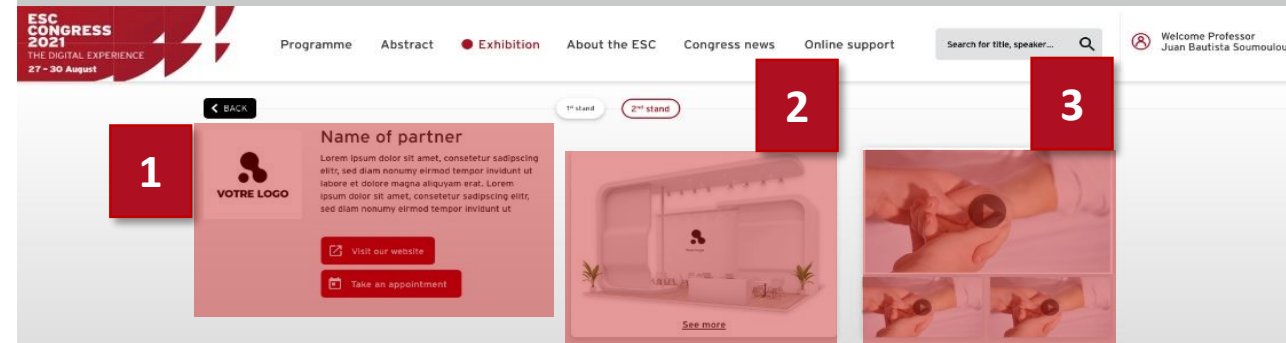 ESC
CONGRESS
2021
THE DIGITAL EXPERIENCE
27 – 30 August
Programme
Abstract
Exhibition
About the ESC
Congress news
Online support
Search for title, speaker...
Welcome Professor
Juan Bautista Soumoulou
BACK
1st stand
2nd stand
1
2
3
VOTRE LOGO
Name of partner
Lorem ipsum dolor sit amet, consetetur sadipscing
elitr, sed diam nonumy eirmod tempor invidunt ut
labore et dolore magna aliquyam erat. Lorem
ipsum dolor sit amet, consetetur sadipscing elitr,
sed diam nonumy eirmod tempor invidunt ut
Visit our website
Take an appointment
See more